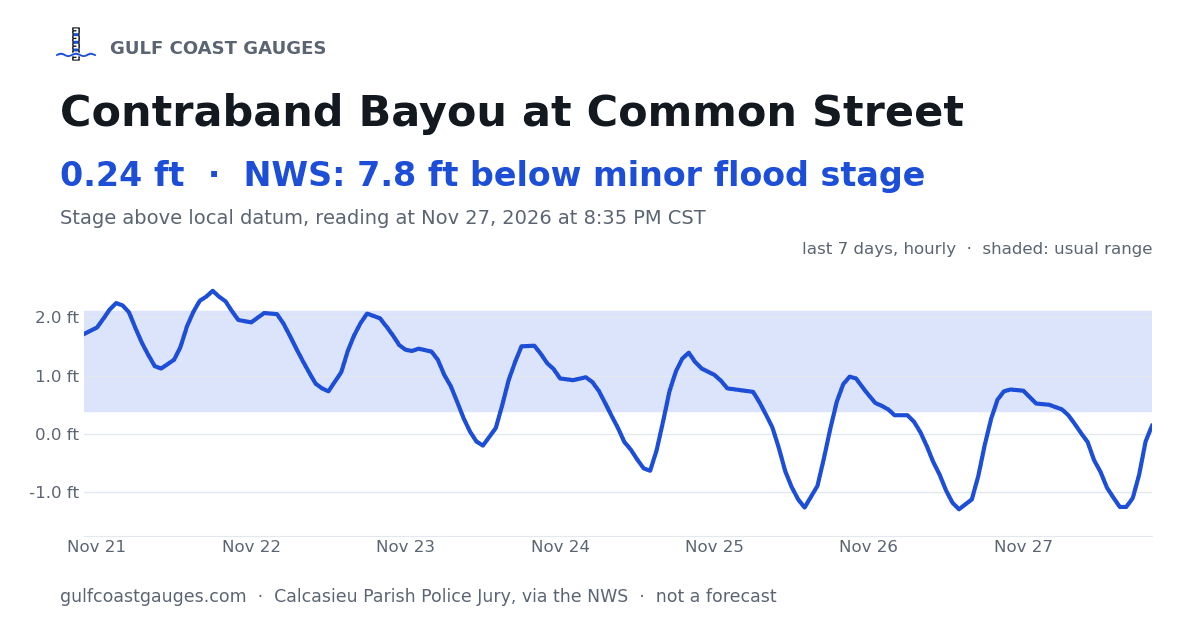 GULF COAST GAUGES
Contraband Bayou at Common Street
0.24 ft · NWS: 7.8 ft below minor flood stage
Stage above local datum, reading at Nov 27, 2026 at 8:35 PM CST
last 7 days, hourly · shaded: usual range
2.0 ft
1.0 ft
0.0 ft
-1.0 ft
Nov 21 Nov 22 Nov 23 Nov 24 Nov 25 Nov 26 Nov 27
gulfcoastgauges.com · Calcasieu Parish Police Jury, via the NWS · not a forecast